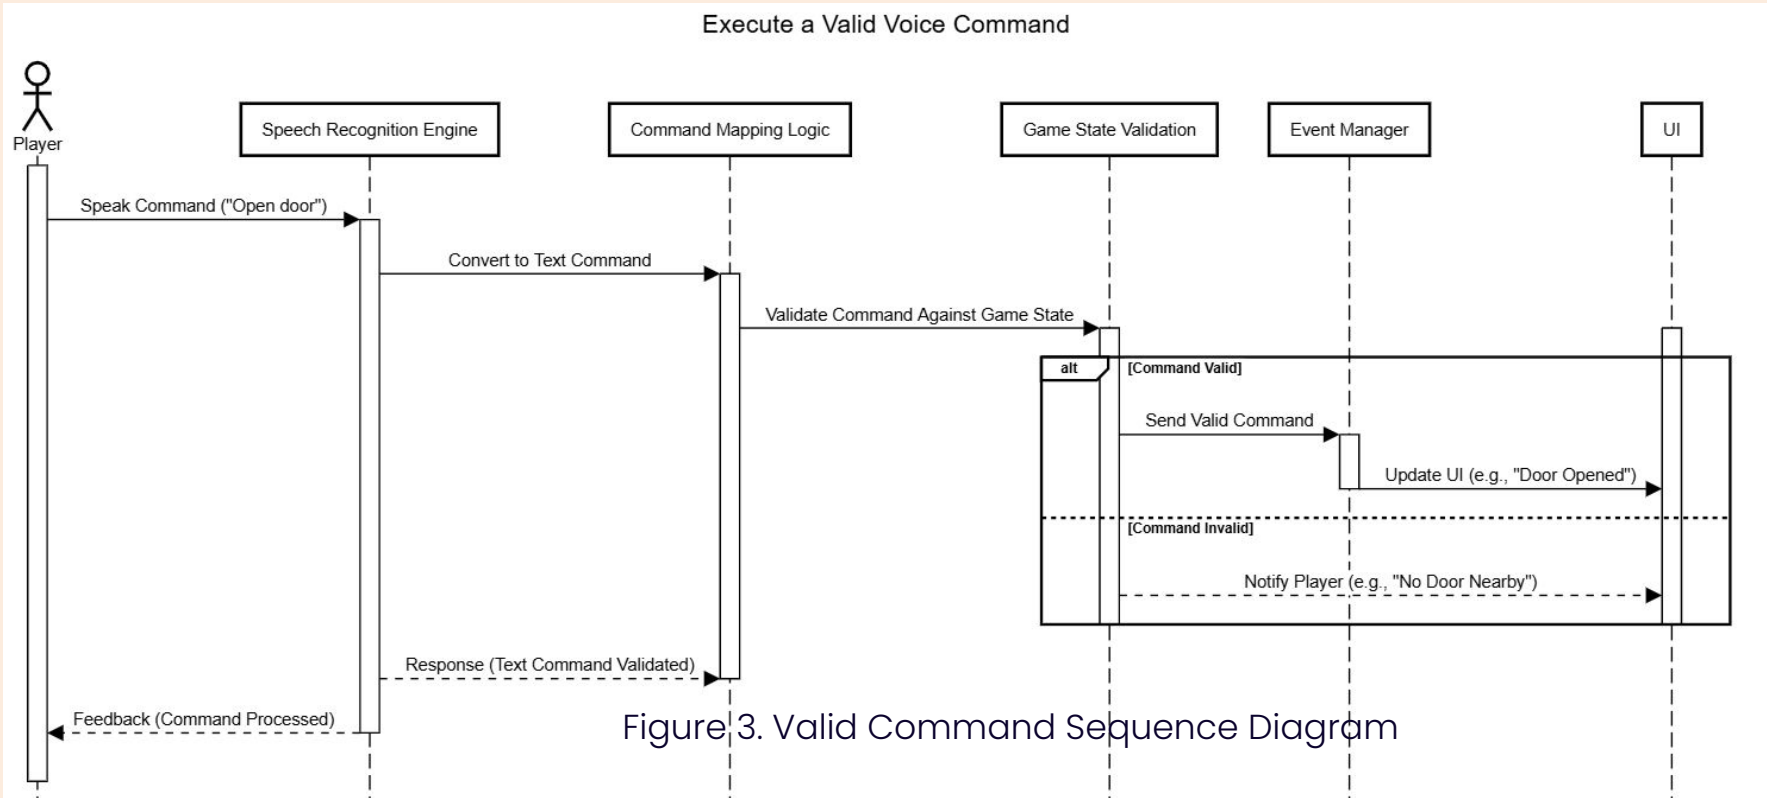 Execute a Valid Voice Command
Player
Speech Recognition Engine
Command Mapping Logic
Game State Validation
Event Manager
UI
Speak Command ("Open door")
Convert to Text Command
Validate Command Against Game State
alt
[Command Valid]
Send Valid Command
Update UI (e.g., "Door Opened")
[Command Invalid]
Notify Player (e.g., "No Door Nearby")
Response (Text Command Validated)
Feedback (Command Processed)
Figure 3. Valid Command Sequence Diagram